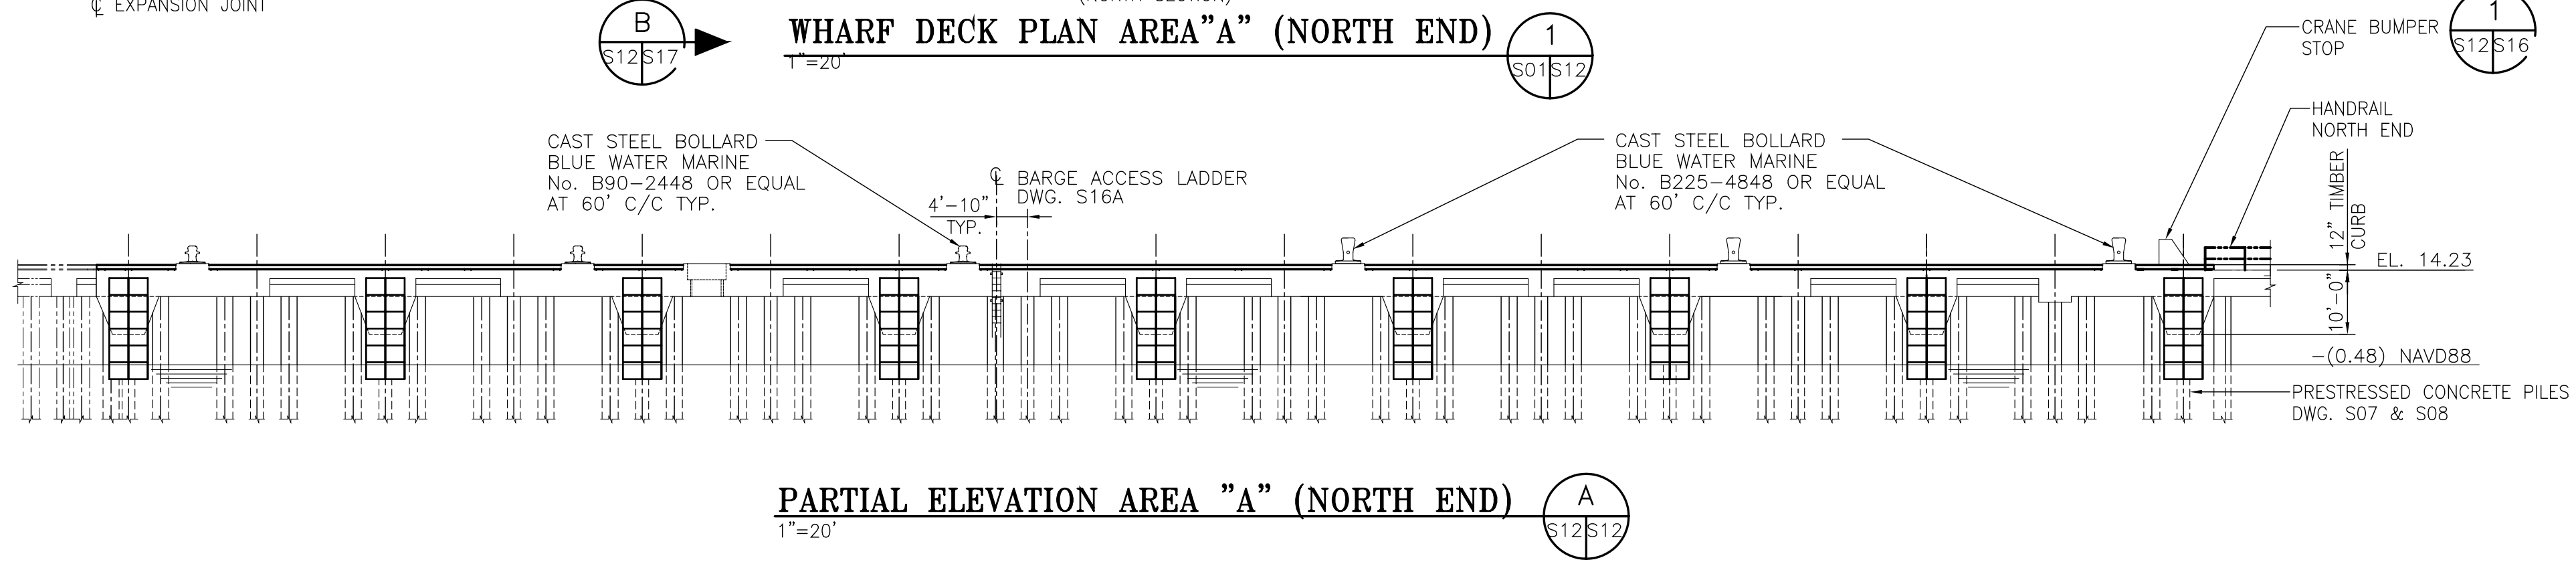 ℄ EXPANSION JOINT
(NORTH SECTION)
B
S12 S17
WHARF DECK PLAN AREA"A" (NORTH END)
1"=20'
1
S01 S12
CRANE BUMPER
STOP
1
S12 S16
HANDRAIL
NORTH END
CAST STEEL BOLLARD
BLUE WATER MARINE
No. B90-2448 OR EQUAL
AT 60' C/C TYP.
℄ BARGE ACCESS LADDER
DWG. S16A
4'-10"
TYP.
CAST STEEL BOLLARD
BLUE WATER MARINE
No. B225-4848 OR EQUAL
AT 60' C/C TYP.
12" TIMBER
CURB
EL. 14.23
10'-0"
-(0.48) NAVD88
PRESTRESSED CONCRETE PILES
DWG. S07 & S08
PARTIAL ELEVATION AREA "A" (NORTH END)
1"=20'
A
S12 S12